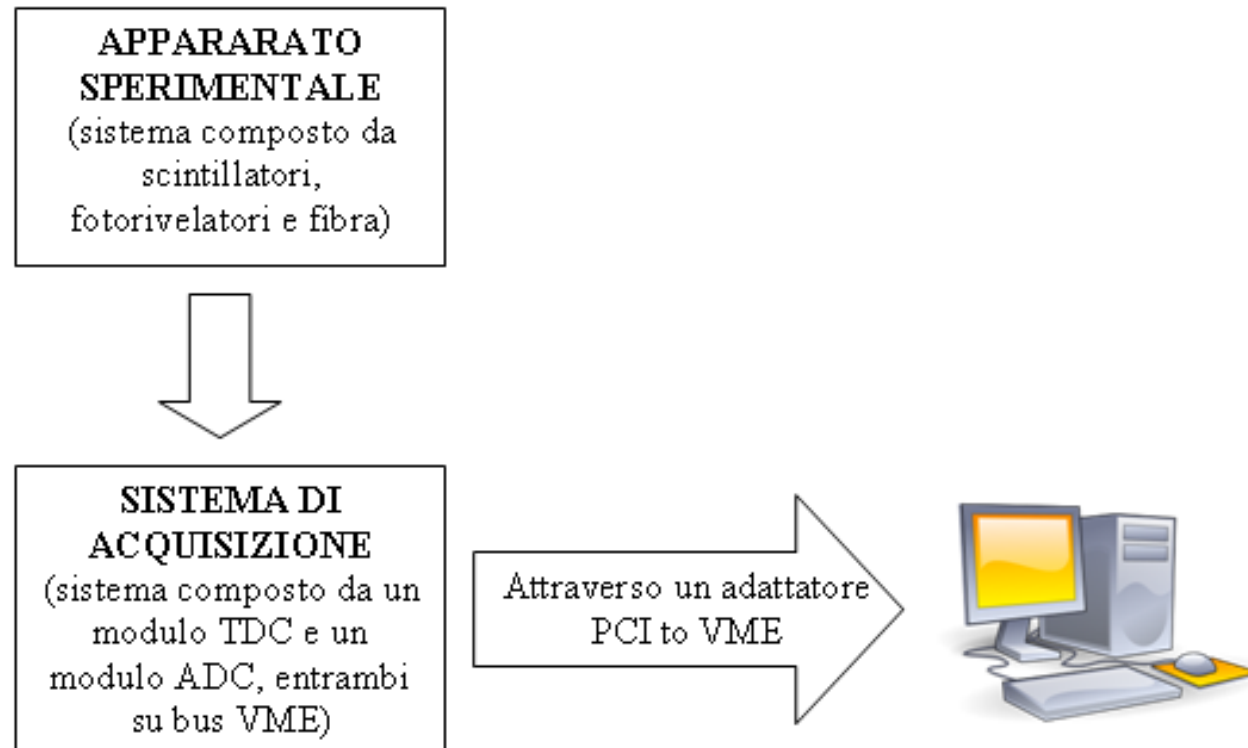 APPARARATO
SPERIMENTALE
(sistema composto da
scintillatori,
fotorivelatori e fibra)
SISTEMA DI
ACQUISIZIONE
(sistema composto da un
modulo TDC e un
modulo ADC, entrambi
su bus VME)
Attraverso un adattatore
PCI to VME